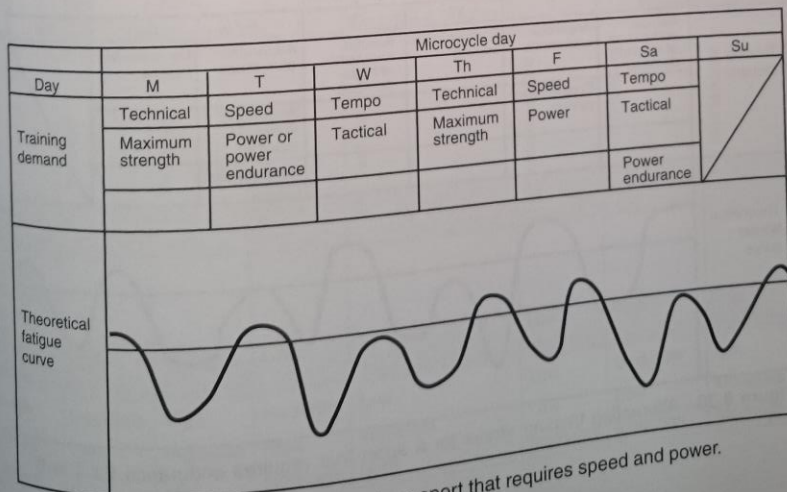 Microcycle day
Day M T W Th F Sa Su
Training
demand
Technical Speed Tempo Technical Speed Tempo
Maximum
strength
Power or
power
endurance
Tactical
Maximum
strength
Power
Tactical
Power
endurance
Theoretical
fatigue
curve
that requires speed and power.